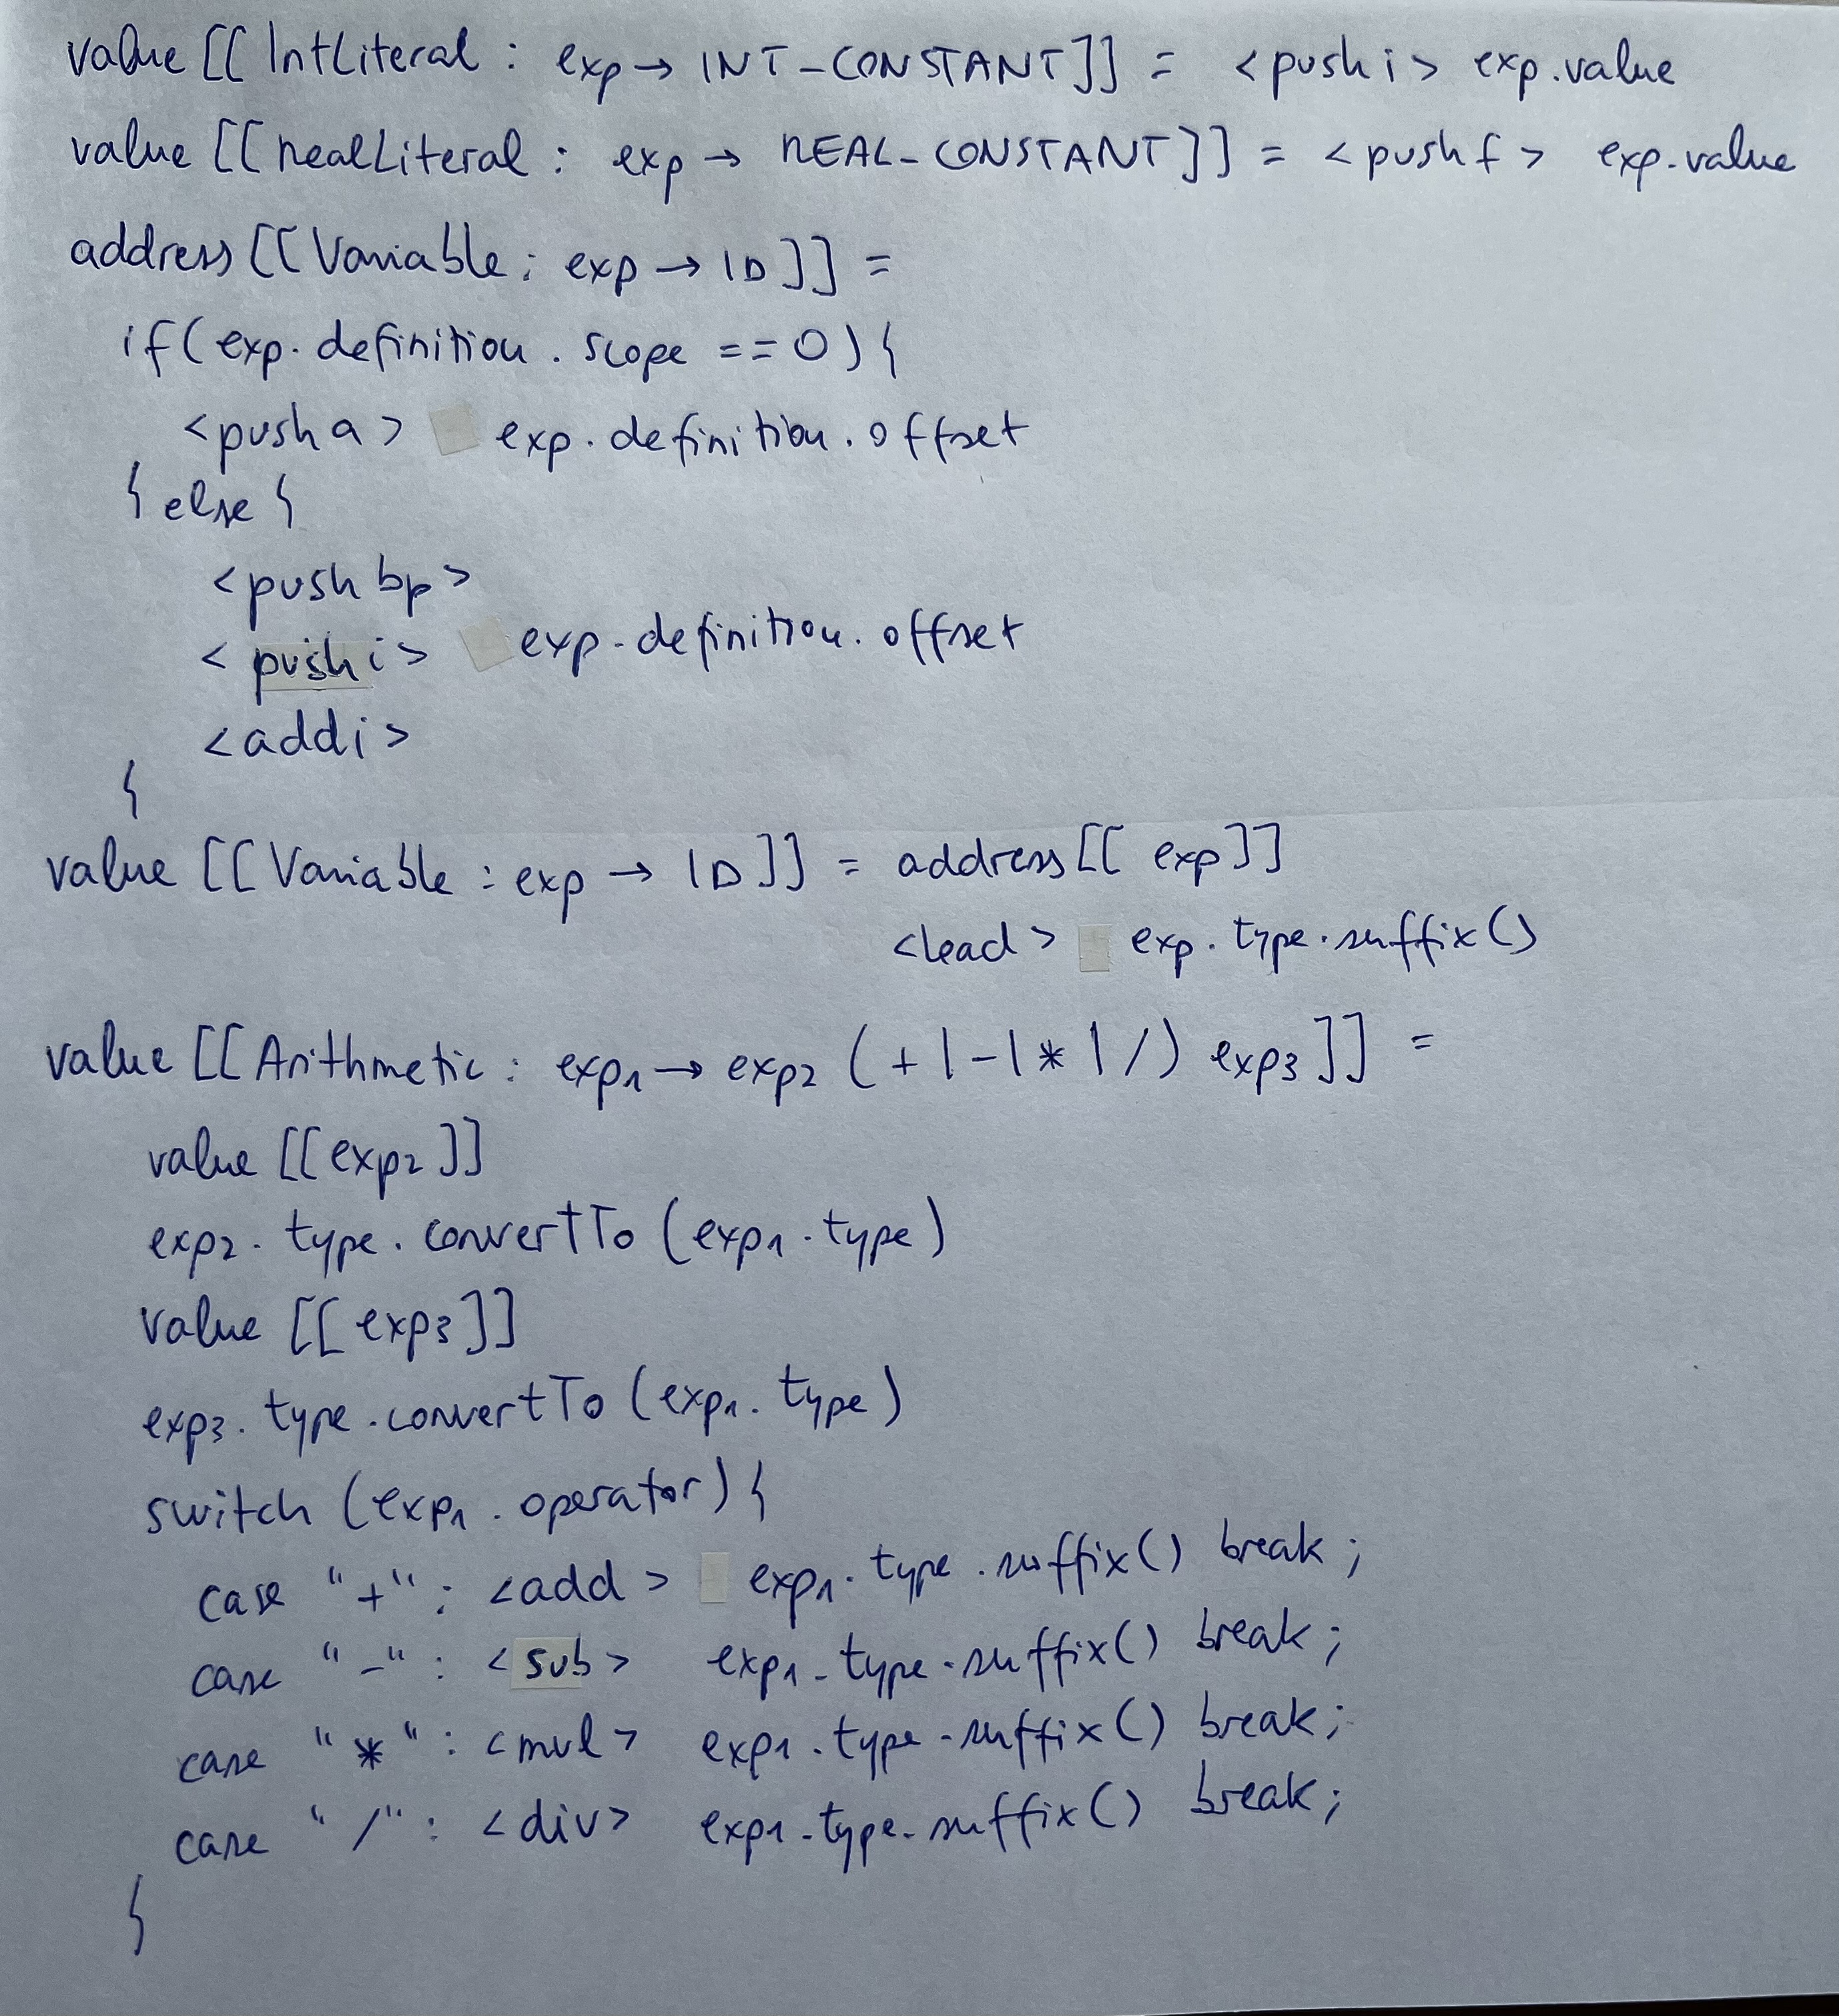 value [[ IntLiteral : exp → INT-CONSTANT ]] = <pushi> exp.value
value [[ RealLiteral : exp → REAL-CONSTANT ]] = <pushf> exp.value
address [[ Variable : exp → ID ]] =
if (exp.definition.scope == 0) {
<pusha> exp.definition.offset
} else {
<push bp>
<pushi> exp.definition.offset
<addi>
}
value [[ Variable : exp → ID ]] = address [[ exp ]]
<load> exp.type.suffix()
value [[ Arithmetic : exp1 → exp2 (+|-|*|/) exp3 ]] =
value [[ exp2 ]]
exp2.type.convertTo (exp1.type)
value [[ exp3 ]]
exp3.type.convertTo (exp1.type)
switch (exp1.operator) {
case "+" : <add> exp1.type.suffix() break;
case "-" : <sub> exp1.type.suffix() break;
case "*" : <mul> exp1.type.suffix() break;
case "/" : <div> exp1.type.suffix() break;
}